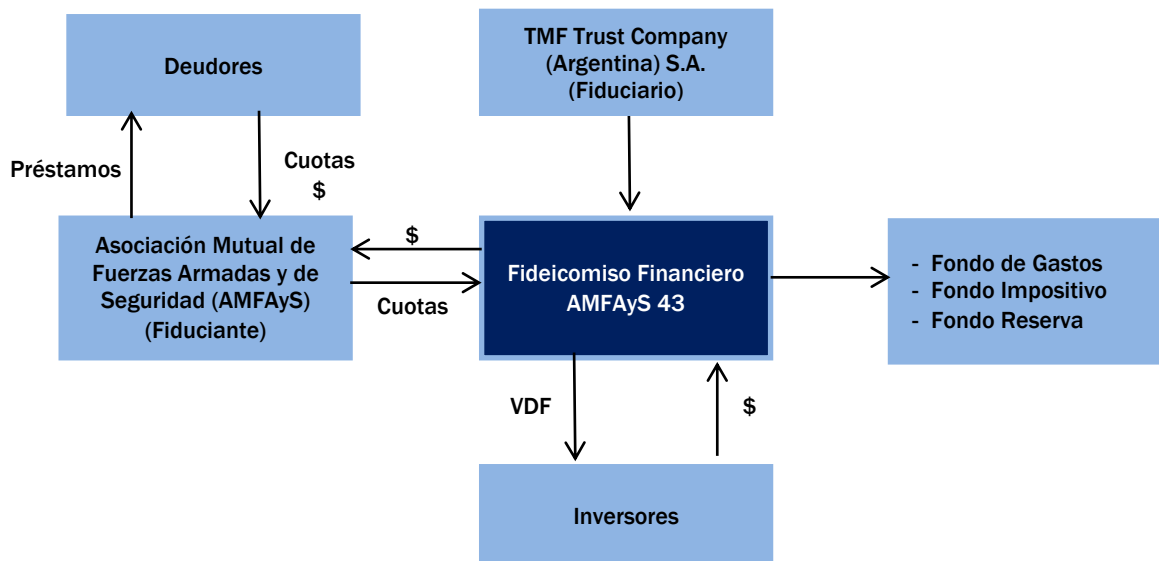 Deudores
TMF Trust Company
(Argentina) S.A.
(Fiduciario)
Préstamos
Cuotas
$
Asociación Mutual de
Fuerzas Armadas y de
Seguridad (AMFAyS)
(Fiduciante)
$
Cuotas
Fideicomiso Financiero
AMFAyS 43
- Fondo de Gastos
- Fondo Impositivo
- Fondo Reserva
VDF
$
Inversores